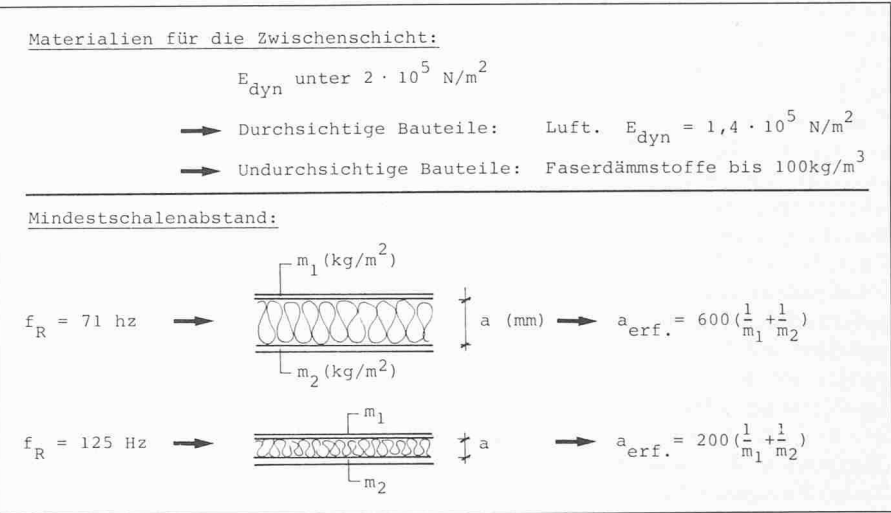 Materialien für die Zwischenschicht:
E_dyn unter 2 · 10^5 N/m^2
➡ Durchsichtige Bauteile: Luft. E_dyn = 1,4 · 10^5 N/m^2
➡ Undurchsichtige Bauteile: Faserdämmstoffe bis 100kg/m^3
Mindestschalenabstand:
m_1 (kg/m^2)
f_R = 71 hz ➡ a (mm) ➡ a_erf. = 600(1/m_1 + 1/m_2)
m_2 (kg/m^2)
m_1
f_R = 125 Hz ➡ a ➡ a_erf. = 200(1/m_1 + 1/m_2)
m_2